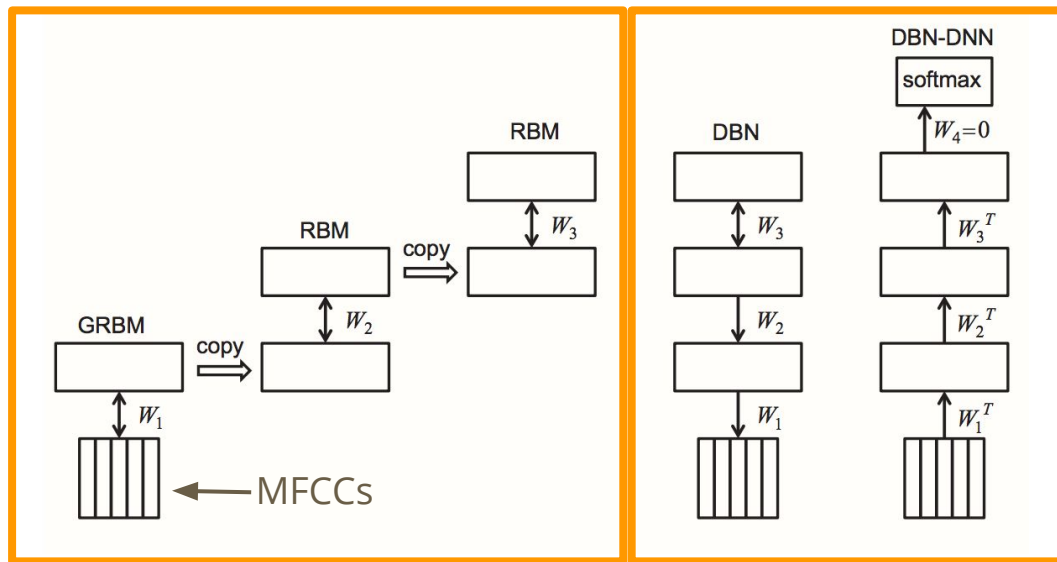 GRBM
W₁
MFCCs
copy
RBM
W₂
copy
RBM
W₃
DBN
W₃
W₂
W₁
DBN-DNN
softmax
W₄=0
W₃ᵀ
W₂ᵀ
W₁ᵀ